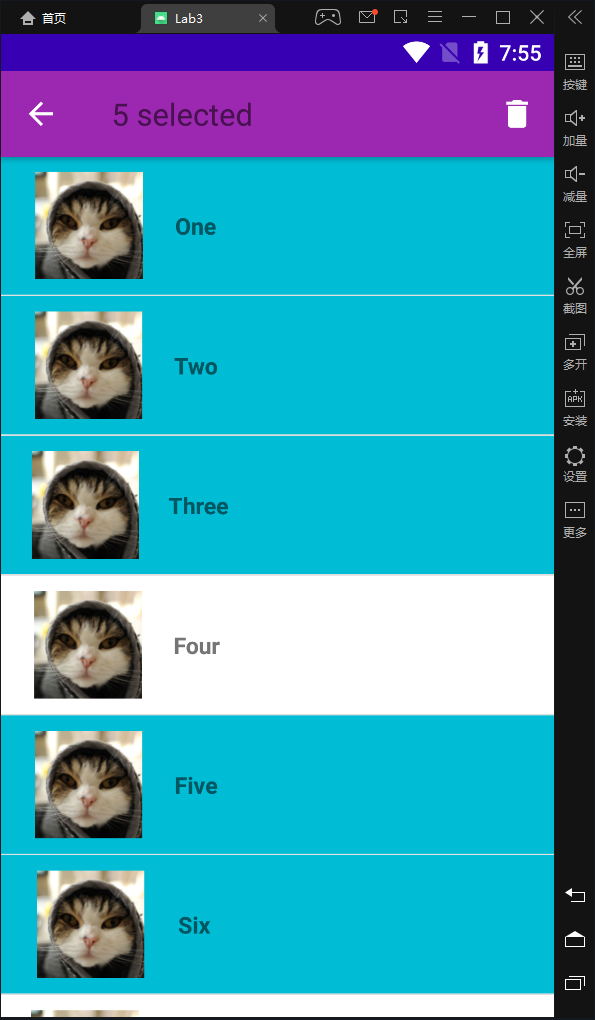 首页
Lab3
7:55
5 selected
One
Two
Three
Four
Five
Six
按键
加量
减量
全屏
截图
多开
APK
安装
设置
更多